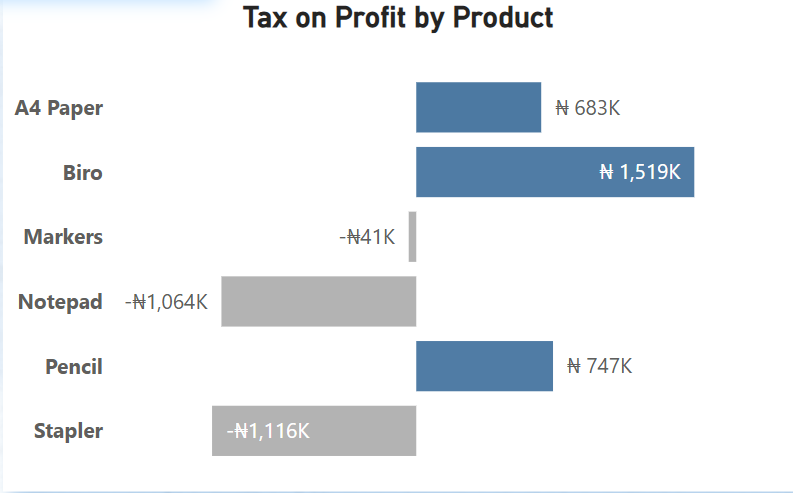 Tax on Profit by Product
A4 Paper ₦ 683K
Biro ₦ 1,519K
Markers -₦41K
Notepad -₦1,064K
Pencil ₦ 747K
Stapler -₦1,116K